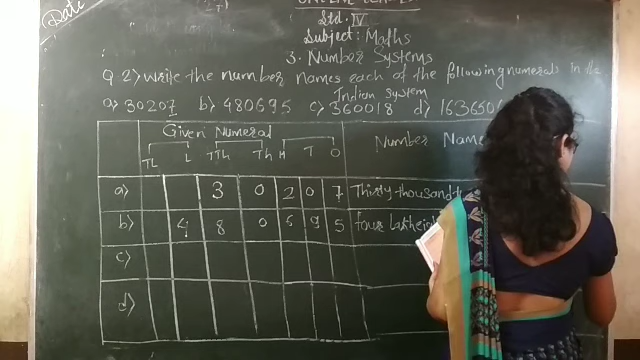 Date
Std. IV
Subject: Maths
3. Number Systems
Q.2) Write the number names each of the following numerals in the
Indian system
a) 30207 b) 480695 c) 360018 d) 163650
Given Numeral Number Name
TL L TTh Th H T O
a) 3 0 2 0 7 Thirty thousand
b) 4 8 0 6 9 5 four lakh
c)
d)